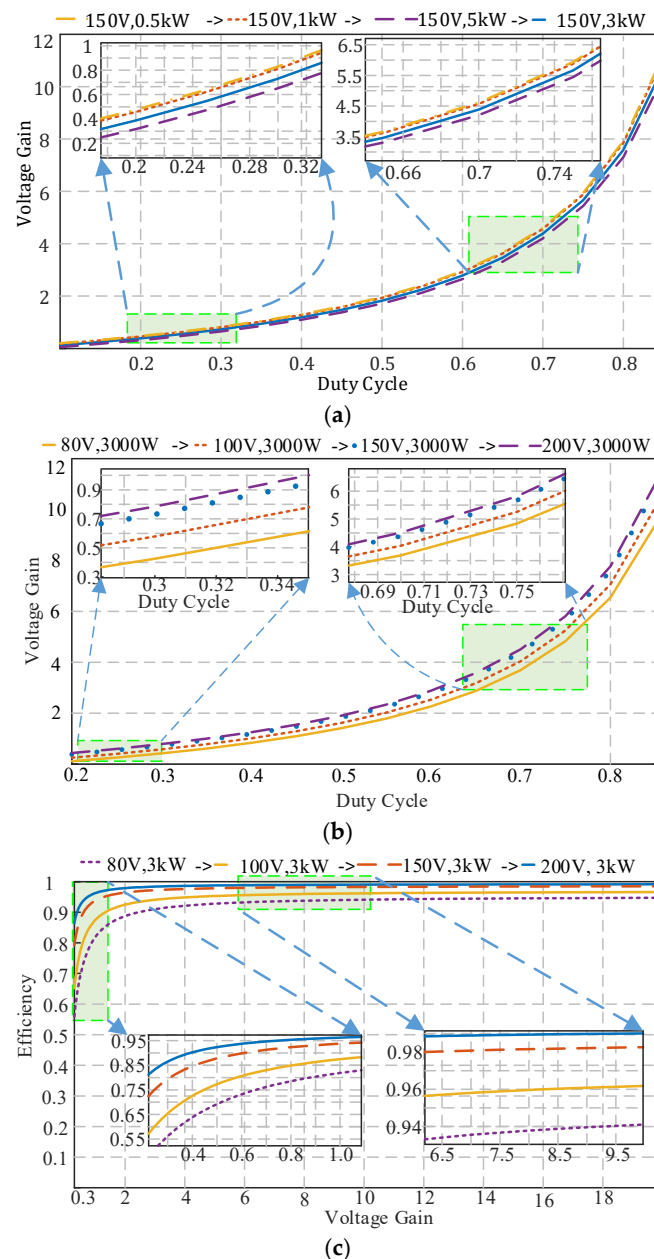 150V,0.5kW -> 150V,1kW -> 150V,5kW -> 150V,3kW
12
10
8
6
4
2
Voltage Gain
1
0.8
0.6
0.4
0.2
0.2 0.24 0.28 0.32
6.5
5.5
4.5
3.5
0.66 0.7 0.74
0.2 0.3 0.4 0.5 0.6 0.7 0.8
Duty Cycle
(a)
80V,3000W -> 100V,3000W -> 150V,3000W -> 200V,3000W
12
10
8
6
4
2
Voltage Gain
0.9
0.7
0.5
0.3
0.3 0.32 0.34
Duty Cycle
6
5
4
3
0.69 0.71 0.73 0.75
Duty Cycle
0.2 0.3 0.4 0.5 0.6 0.7 0.8
Duty Cycle
(b)
80V,3kW -> 100V,3kW -> 150V,3kW -> 200V, 3kW
1
0.9
0.8
0.7
0.6
0.5
0.4
0.3
0.2
0.1
Efficiency
0.95
0.85
0.75
0.65
0.55
0.4 0.6 0.8 1.0
0.98
0.96
0.94
6.5 7.5 8.5 9.5
0.3 2 4 6 8 10 12 14 16 18
Voltage Gain
(c)